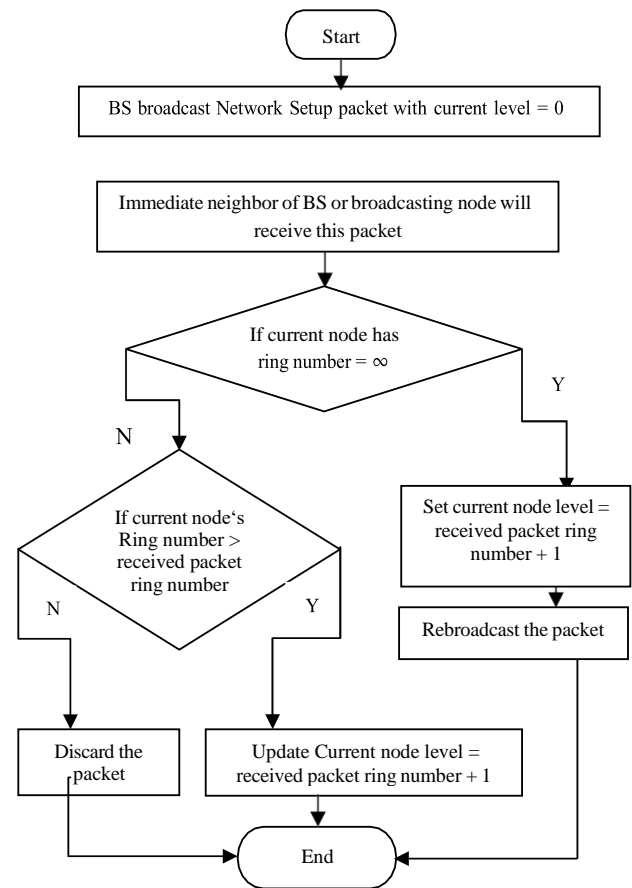 Start
BS broadcast Network Setup packet with current level = 0
Immediate neighbor of BS or broadcasting node will
receive this packet
If current node has
ring number = ∞
Y
N
Set current node level =
received packet ring
number + 1
If current node‘s
Ring number >
received packet
ring number
N
Y
Rebroadcast the packet
Discard the
packet
Update Current node level =
received packet ring number + 1
End